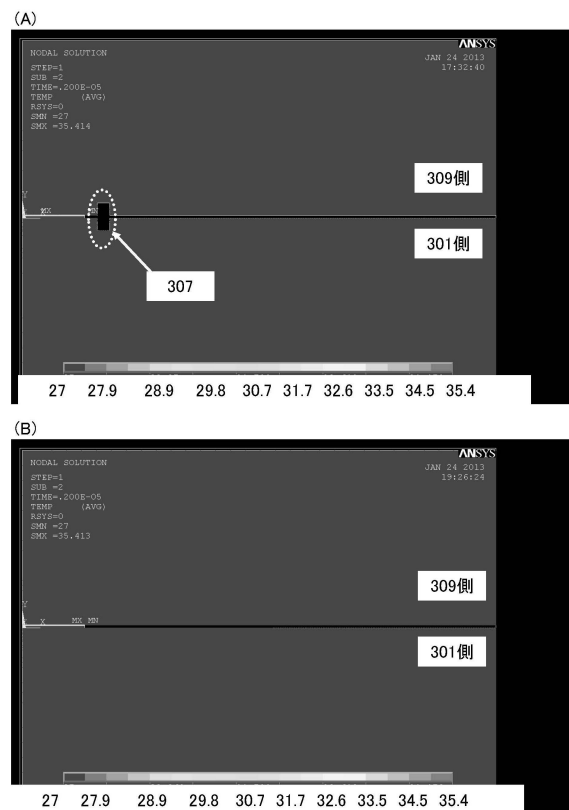 (A)
ANSYS
NODAL SOLUTION
JAN 24 2013
17:32:40
STEP=1
SUB =2
TIME=.200E-05
TEMP (AVG)
RSYS=0
SMN =27
SMX =35.414
309側
Y
MX
MN
301側
307
27 27.9 28.9 29.8 30.7 31.7 32.6 33.5 34.5 35.4
(B)
ANSYS
NODAL SOLUTION
JAN 24 2013
19:26:24
STEP=1
SUB =2
TIME=.200E-05
TEMP (AVG)
RSYS=0
SMN =27
SMX =35.413
309側
Y
X MX MN
301側
27 27.9 28.9 29.8 30.7 31.7 32.6 33.5 34.5 35.4